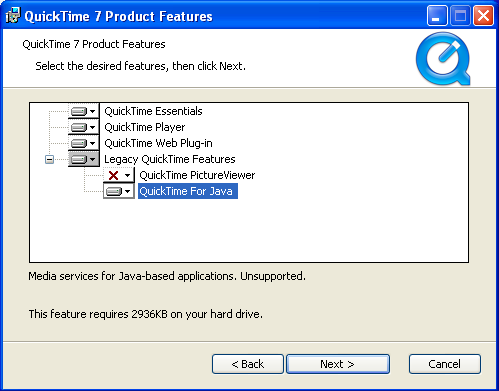 QuickTime 7 Product Features
QuickTime 7 Product Features
Select the desired features, then click Next.
QuickTime Essentials
QuickTime Player
QuickTime Web Plug-in
Legacy QuickTime Features
QuickTime PictureViewer
QuickTime For Java
Media services for Java-based applications. Unsupported.
This feature requires 2936KB on your hard drive.
< Back
Next >
Cancel